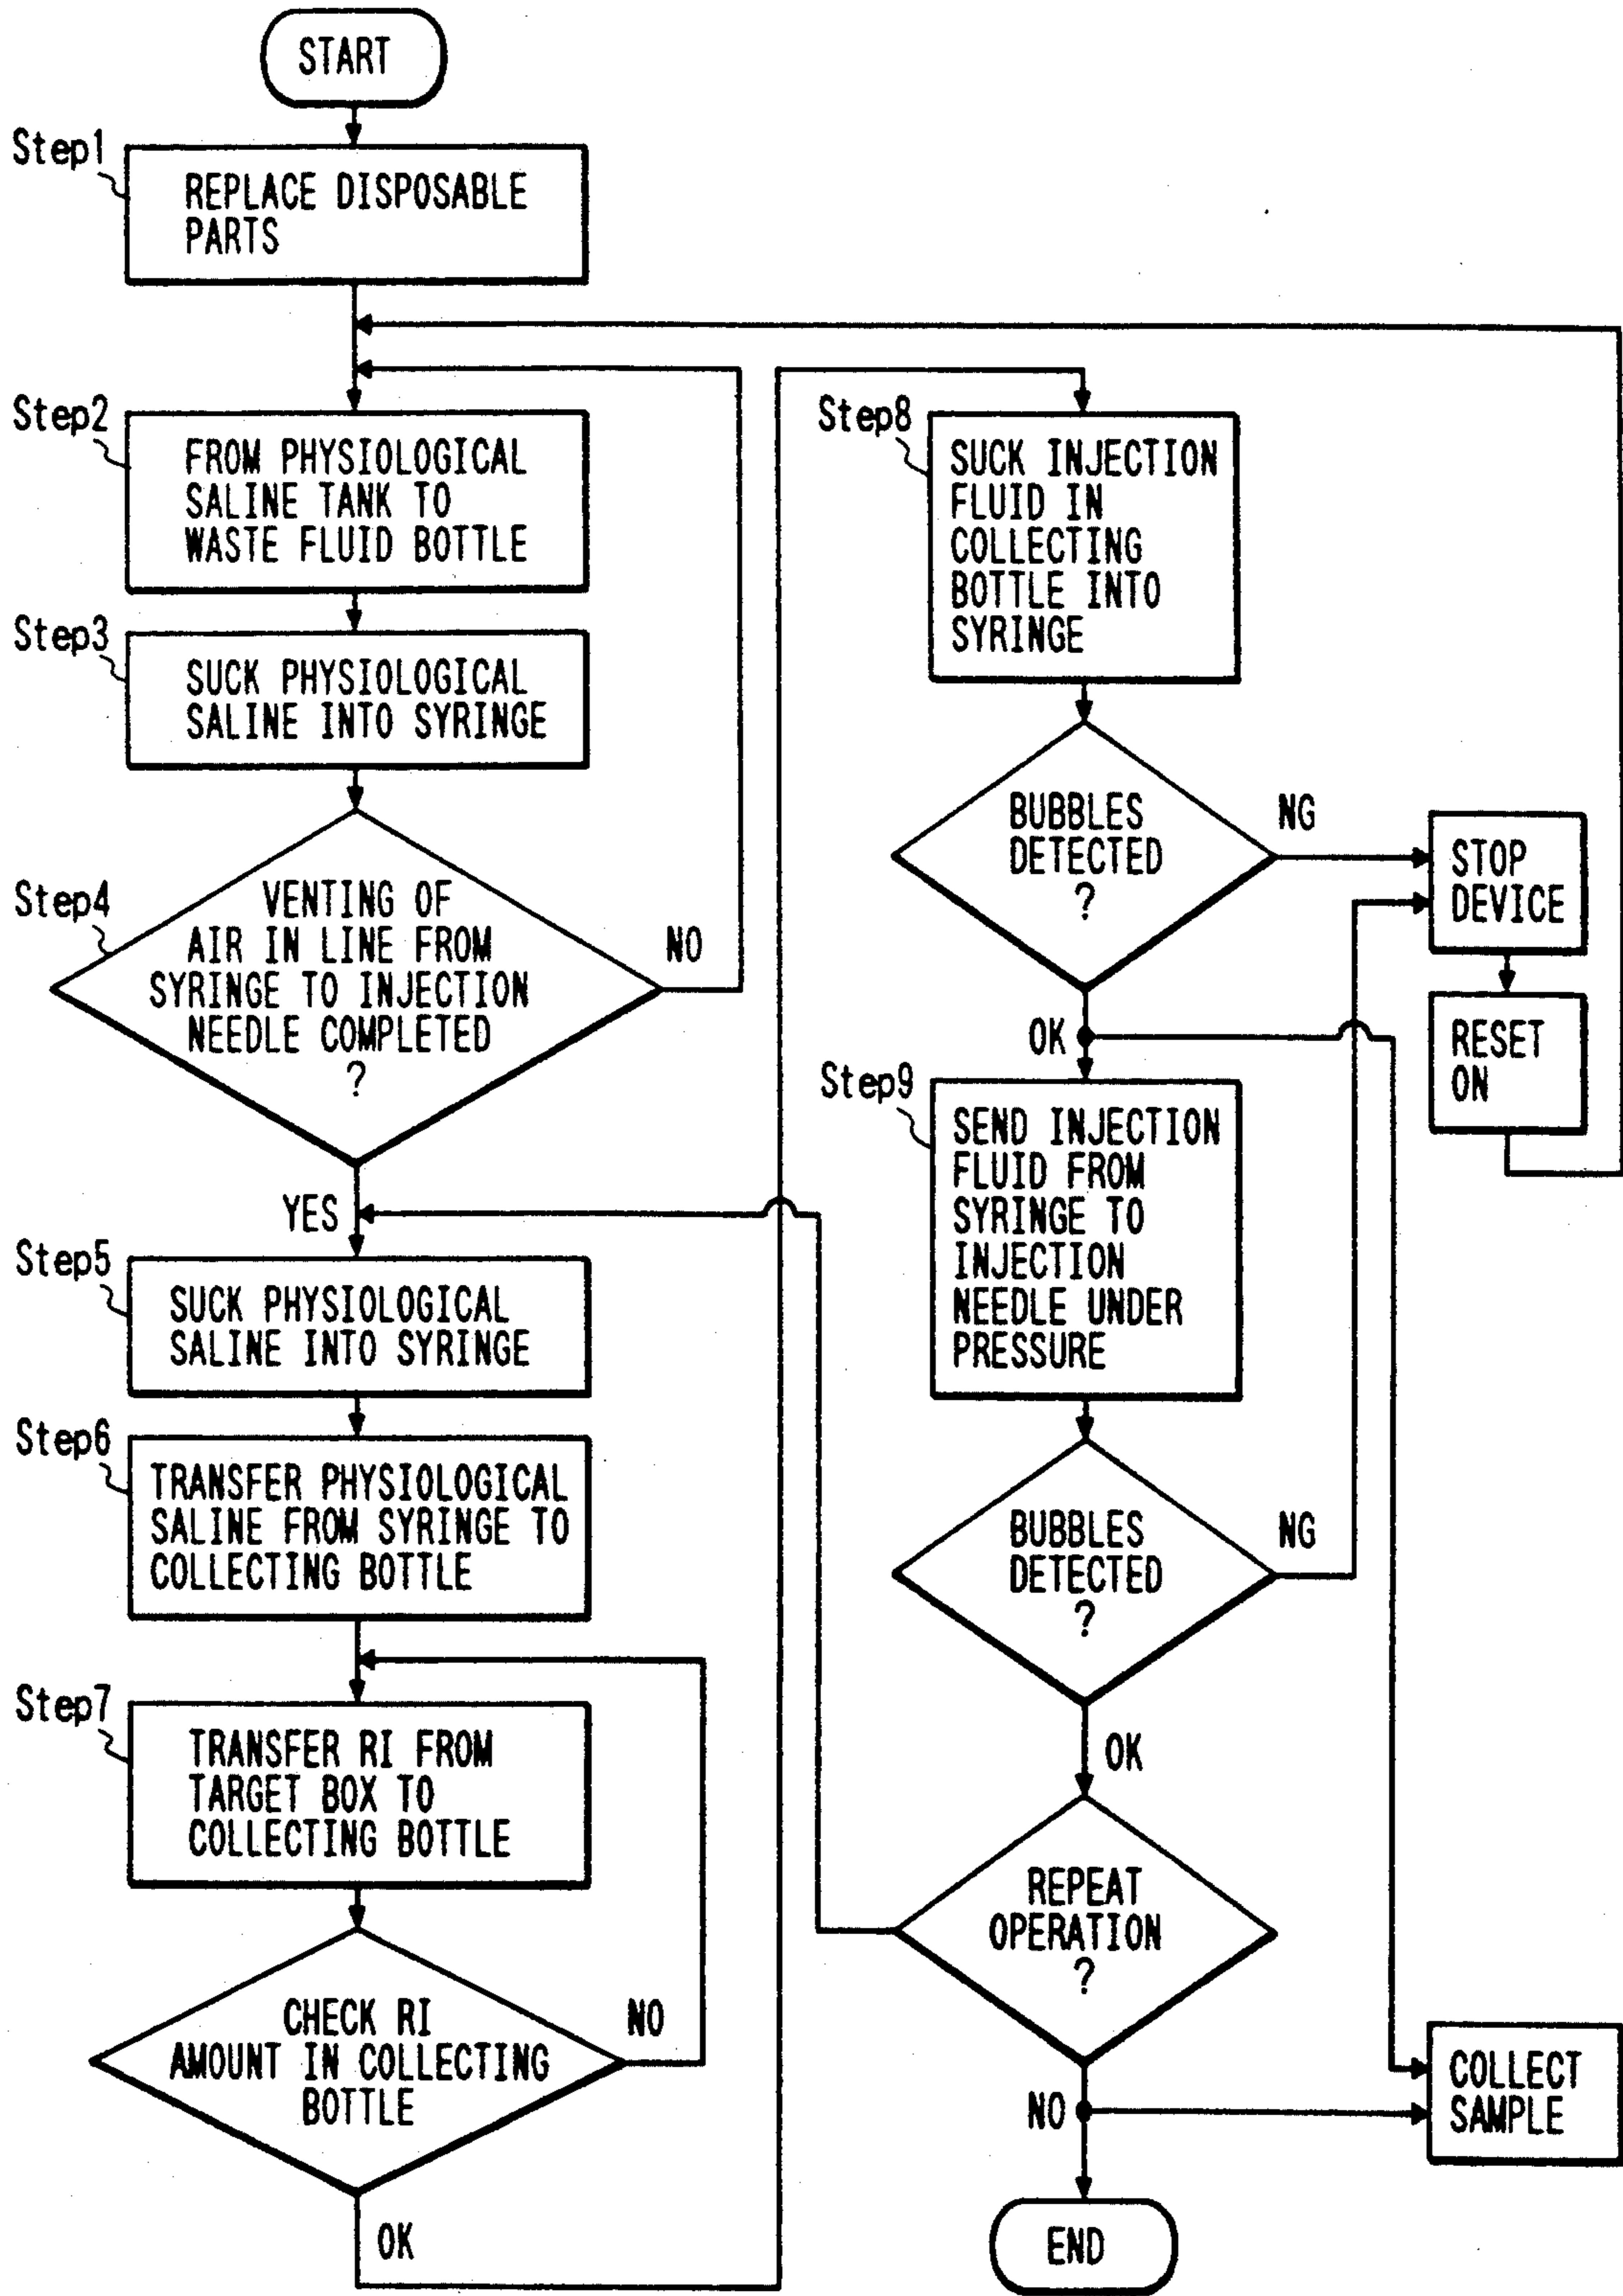 START
Step1
REPLACE DISPOSABLE
PARTS
Step2
FROM PHYSIOLOGICAL
SALINE TANK TO
WASTE FLUID BOTTLE
Step3
SUCK PHYSIOLOGICAL
SALINE INTO SYRINGE
Step4
VENTING OF
AIR IN LINE FROM
SYRINGE TO INJECTION
NEEDLE COMPLETED
?
NO
YES
Step5
SUCK PHYSIOLOGICAL
SALINE INTO SYRINGE
Step6
TRANSFER PHYSIOLOGICAL
SALINE FROM SYRINGE TO
COLLECTING BOTTLE
Step7
TRANSFER RI FROM
TARGET BOX TO
COLLECTING BOTTLE
CHECK RI
AMOUNT IN COLLECTING
BOTTLE
NO
OK
Step8
SUCK INJECTION
FLUID IN
COLLECTING
BOTTLE INTO
SYRINGE
BUBBLES
DETECTED
?
NG
OK
STOP
DEVICE
RESET
ON
Step9
SEND INJECTION
FLUID FROM
SYRINGE TO
INJECTION
NEEDLE UNDER
PRESSURE
BUBBLES
DETECTED
?
NG
OK
REPEAT
OPERATION
?
NO
COLLECT
SAMPLE
END